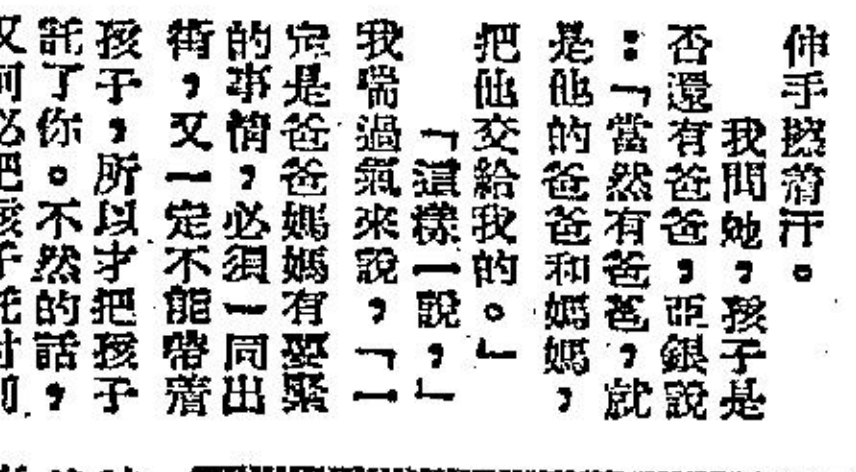 伸手擦着汗。
我問她,孩子是
否還有爸爸,亞銀說
:「當然有爸爸,就
是他的爸爸和媽媽,
把他交給我的。」
「這樣一說,」
我喘過氣來說,「一
定是爸爸媽媽有要緊
的事情,必須一同出
街,又一定不能帶着
孩子,所以才把孩子
託了你。不然的話,
又何必把孩子託付